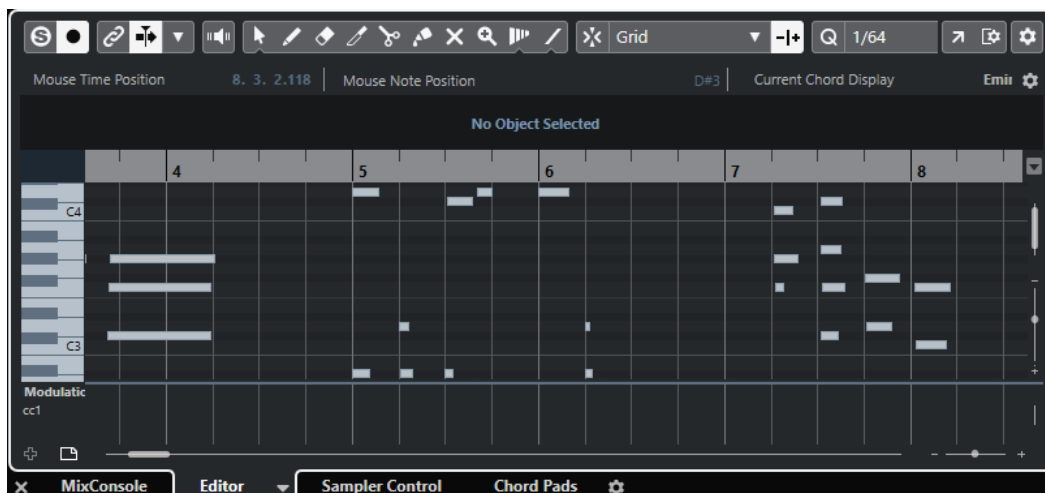 S Grid Q 1/64
Mouse Time Position 8. 3. 2.118 Mouse Note Position D#3 Current Chord Display Emi
No Object Selected
4 5 6 7 8
C4
C3
Modulatic
cc1
MixConsole Editor Sampler Control Chord Pads